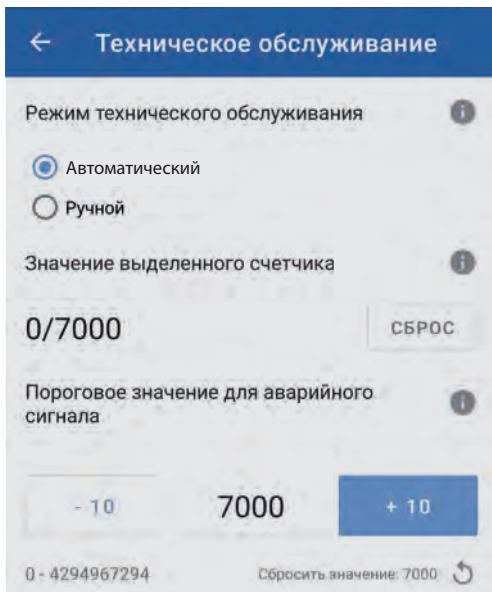 Техническое обслуживание
Режим технического обслуживания
Автоматический
Ручной
Значение выделенного счетчика
0/7000
СБРОС
Пороговое значение для аварийного
сигнала
- 10
7000
+ 10
0 - 4294967294
Сбросить значение: 7000